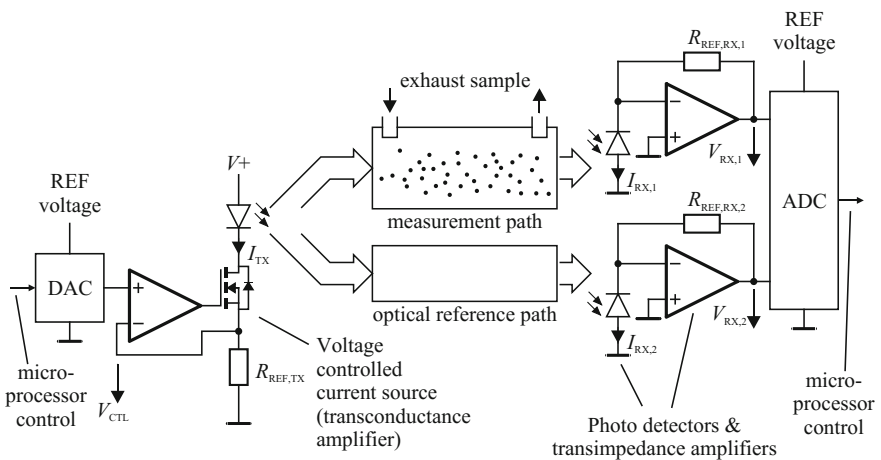 REF
voltage
R_REF,RX,1
exhaust sample
−
+
V_RX,1
I_RX,1
V+
measurement path
REF
voltage
R_REF,RX,2
ADC
DAC
I_TX
+
−
−
+
V_RX,2
optical reference path
I_RX,2
micro-
processor
control
V_CTL
R_REF,TX
Voltage
controlled
current source
(transconductance
amplifier)
Photo detectors &
transimpedance amplifiers
micro-
processor
control